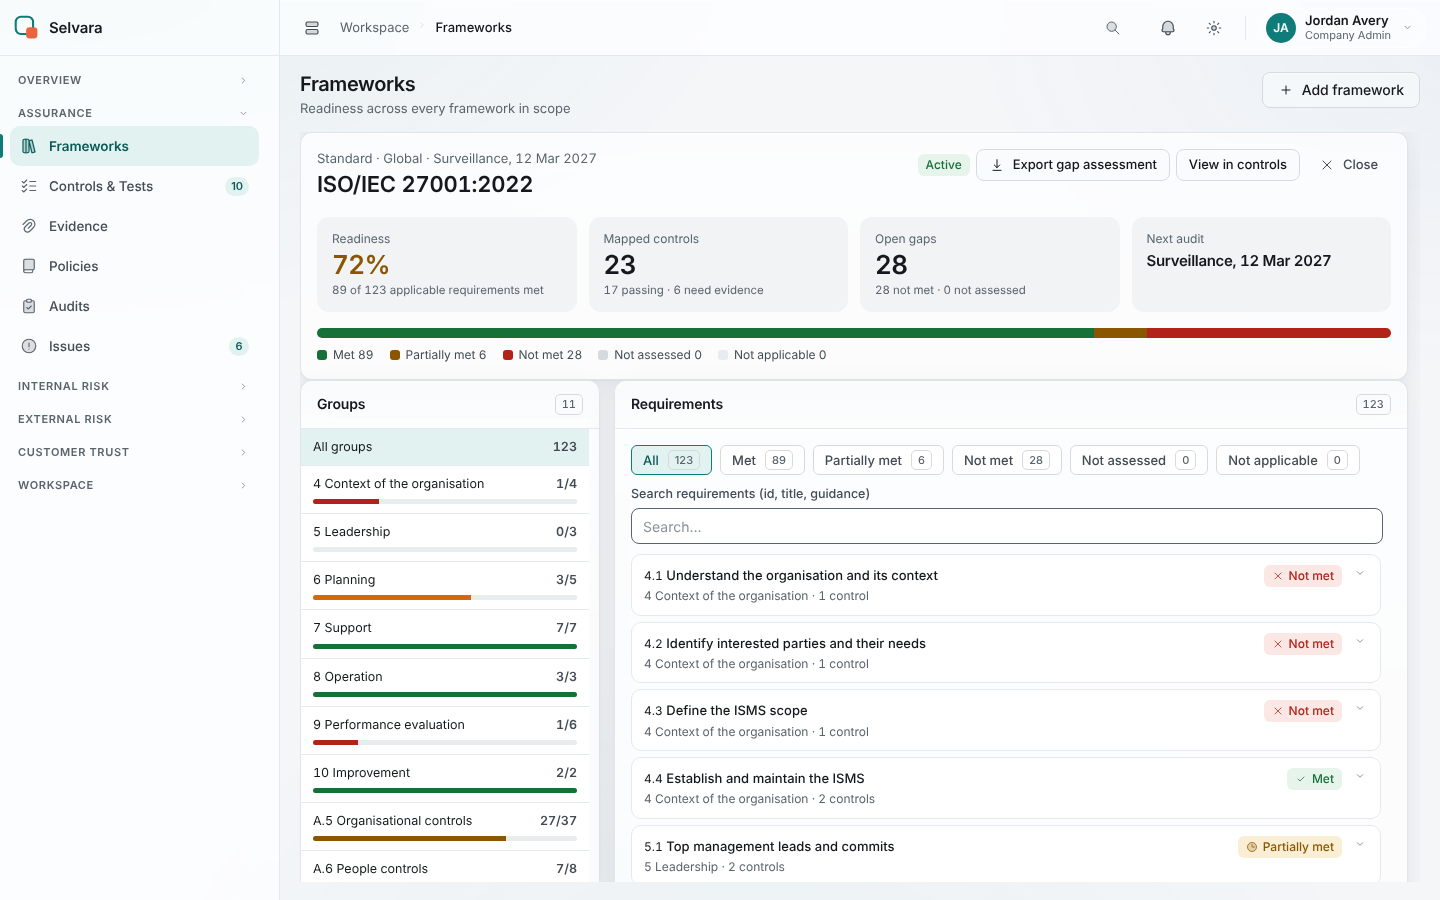 Selvara
Workspace
Frameworks
JA
Jordan Avery
Company Admin
OVERVIEW
ASSURANCE
Frameworks
Controls & Tests 10
Evidence
Policies
Audits
Issues 6
INTERNAL RISK
EXTERNAL RISK
CUSTOMER TRUST
WORKSPACE
Frameworks
Readiness across every framework in scope
Add framework
Standard · Global · Surveillance, 12 Mar 2027
ISO/IEC 27001:2022
Active
Export gap assessment
View in controls
Close
Readiness
72%
89 of 123 applicable requirements met
Mapped controls
23
17 passing · 6 need evidence
Open gaps
28
28 not met · 0 not assessed
Next audit
Surveillance, 12 Mar 2027
Met 89
Partially met 6
Not met 28
Not assessed 0
Not applicable 0
Groups 11
All groups 123
4 Context of the organisation 1/4
5 Leadership 0/3
6 Planning 3/5
7 Support 7/7
8 Operation 3/3
9 Performance evaluation 1/6
10 Improvement 2/2
A.5 Organisational controls 27/37
A.6 People controls 7/8
Requirements 123
All 123
Met 89
Partially met 6
Not met 28
Not assessed 0
Not applicable 0
Search requirements (id, title, guidance)
Search...
4.1 Understand the organisation and its context
Not met
4 Context of the organisation · 1 control
4.2 Identify interested parties and their needs
Not met
4 Context of the organisation · 1 control
4.3 Define the ISMS scope
Not met
4 Context of the organisation · 1 control
4.4 Establish and maintain the ISMS
Met
4 Context of the organisation · 2 controls
5.1 Top management leads and commits
Partially met
5 Leadership · 2 controls